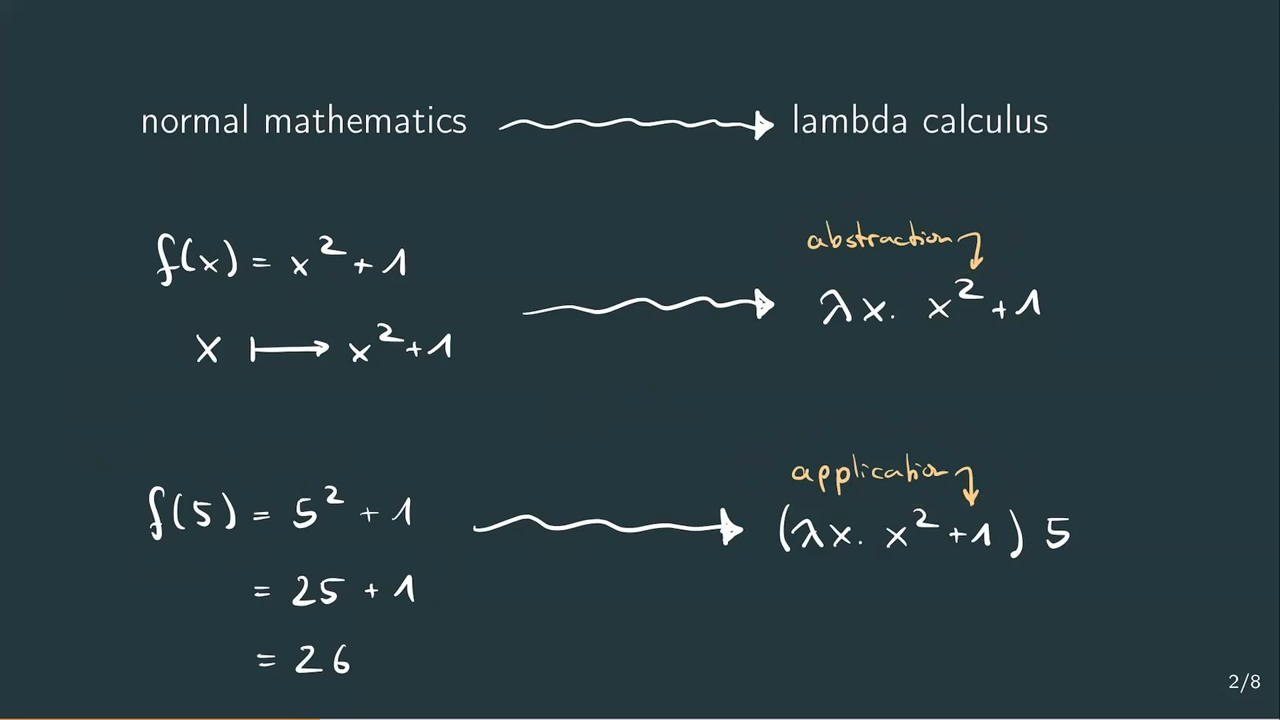 normal mathematics → lambda calculus
f(x) = x² + 1
abstraction
x ↦ x² + 1
λx. x² + 1
application
f(5) = 5² + 1
(λx. x² + 1) 5
= 25 + 1
= 26
2/8